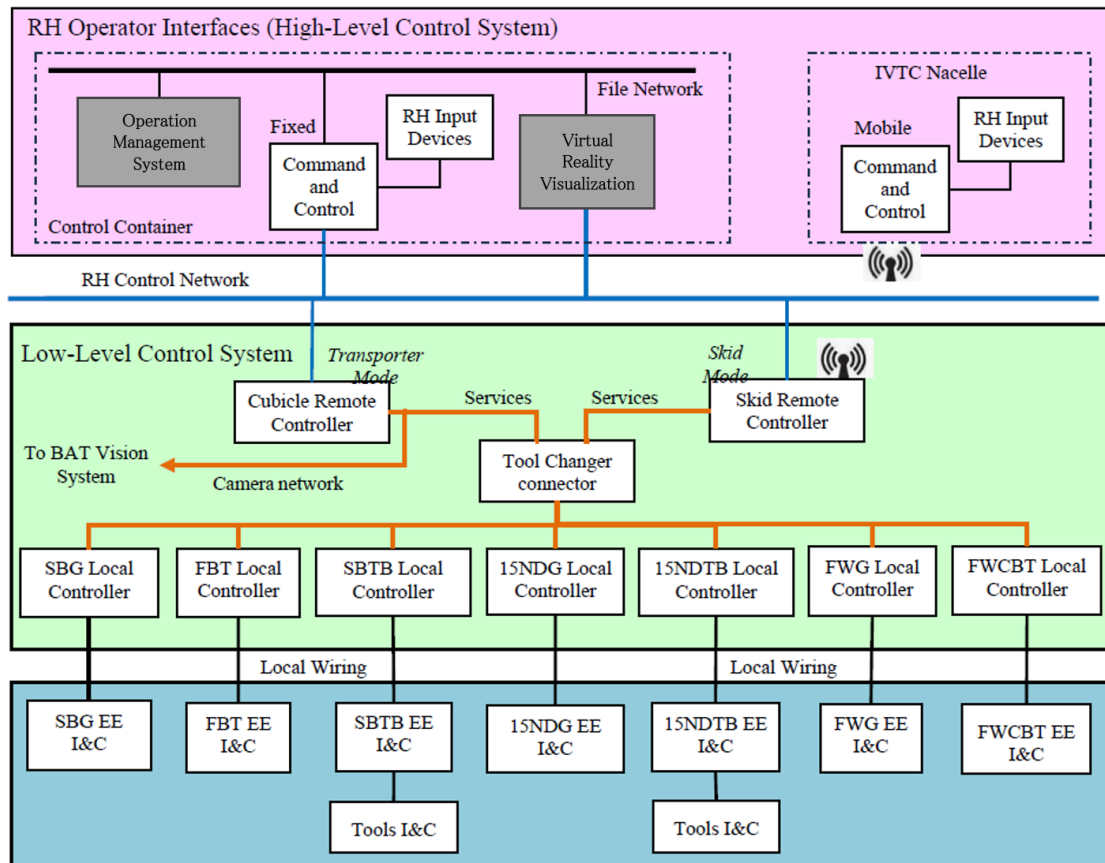 RH Operator Interfaces (High-Level Control System)
IVTC Nacelle
File Network
Operation
Management
System
Fixed
RH Input
Devices
Command
and
Control
Virtual
Reality
Visualization
Control Container
Mobile
RH Input
Devices
Command
and
Control
RH Control Network
Low-Level Control System
Transporter
Mode
Skid
Mode
Cubicle Remote
Controller
Services
Services
Skid Remote
Controller
To BAT Vision
System
Camera network
Tool Changer
connector
SBG Local
Controller
FBT Local
Controller
SBTB Local
Controller
15NDG Local
Controller
15NDTB Local
Controller
FWG Local
Controller
FWCBT Local
Controller
Local Wiring
Local Wiring
SBG EE
I&C
FBT EE
I&C
SBTB EE
I&C
15NDG EE
I&C
15NDTB EE
I&C
FWG EE
I&C
FWCBT EE
I&C
Tools I&C
Tools I&C